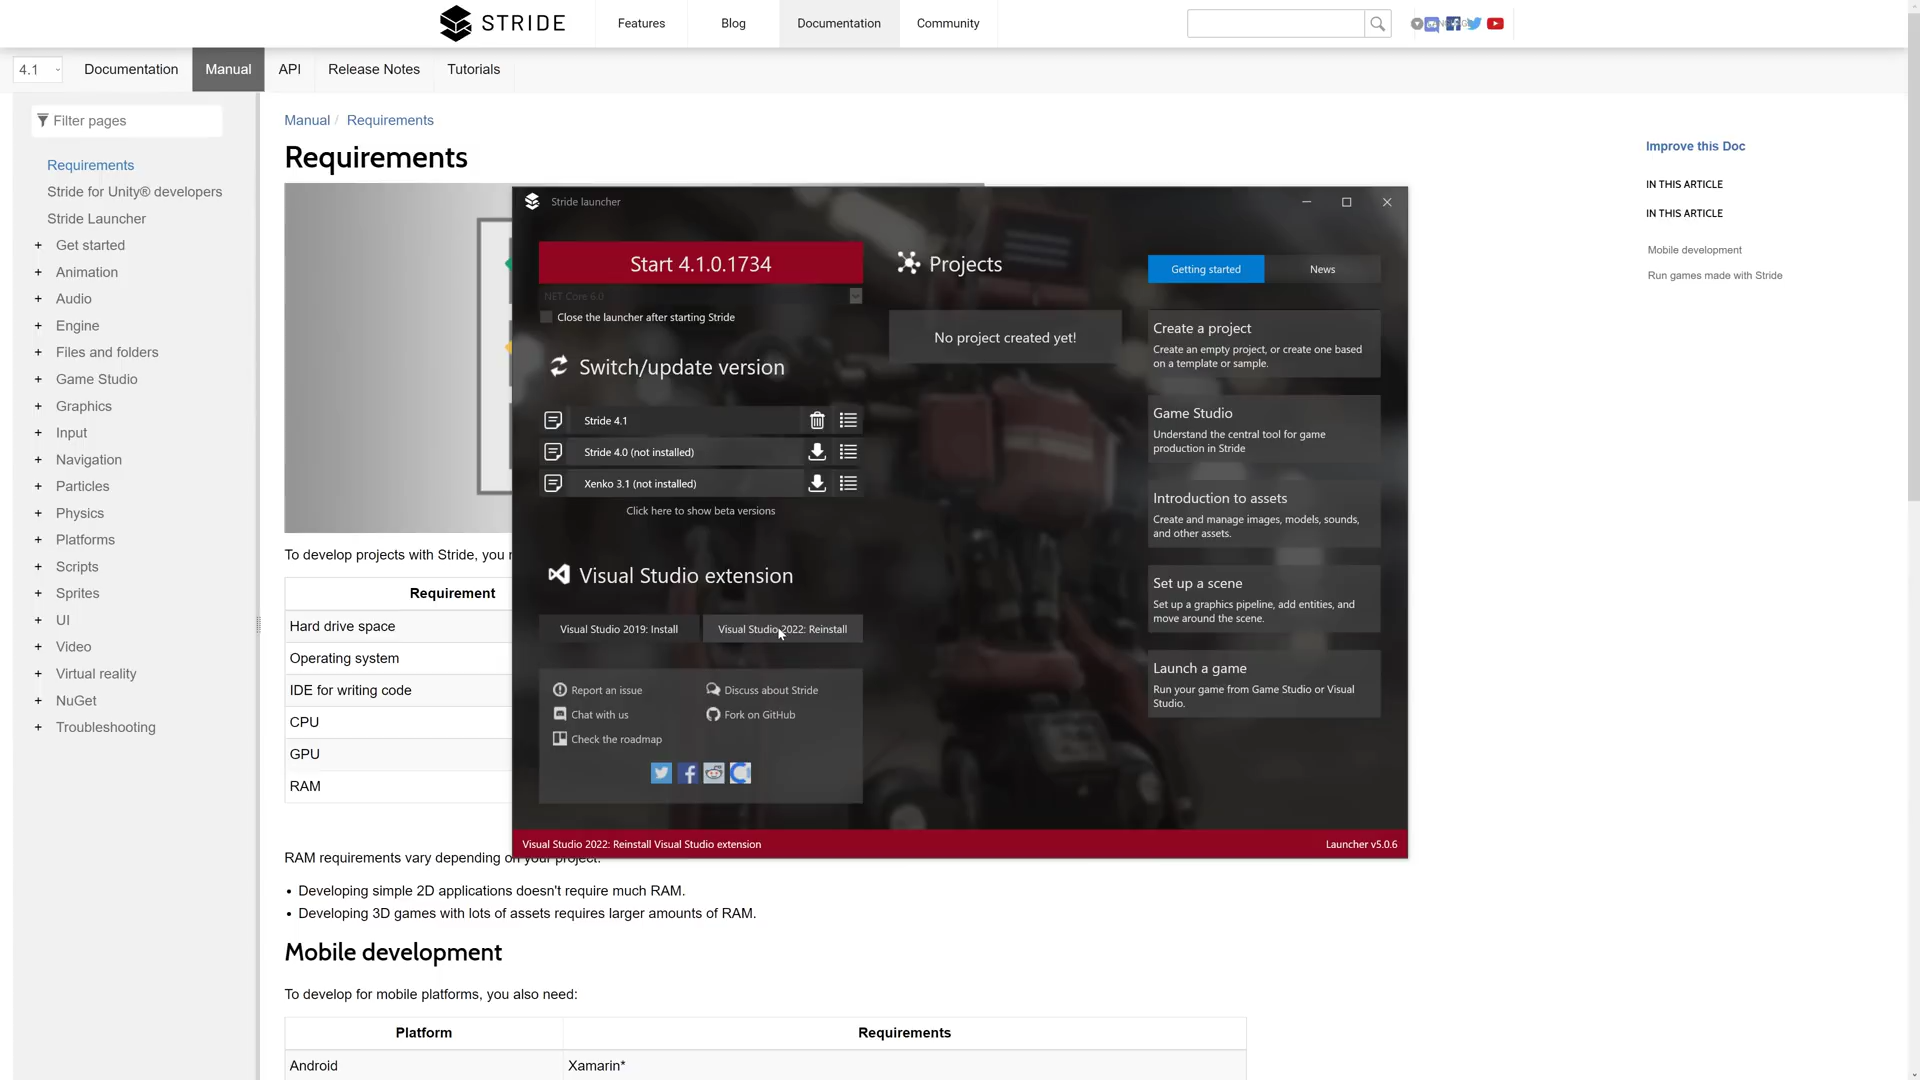 STRIDE
Features
Blog
Documentation
Community
4.1
Documentation
Manual
API
Release Notes
Tutorials
Filter pages
Requirements
Stride for Unity® developers
Stride Launcher
+ Get started
+ Animation
+ Audio
+ Engine
+ Files and folders
+ Game Studio
+ Graphics
+ Input
+ Navigation
+ Particles
+ Physics
+ Platforms
+ Scripts
+ Sprites
+ UI
+ Video
+ Virtual reality
+ NuGet
+ Troubleshooting
Manual / Requirements
Requirements
To develop projects with Stride, you
Requirement
Hard drive space
Operating system
IDE for writing code
CPU
GPU
RAM
RAM requirements vary depending on your project.
• Developing simple 2D applications doesn't require much RAM.
• Developing 3D games with lots of assets requires larger amounts of RAM.
Mobile development
To develop for mobile platforms, you also need:
Platform
Requirements
Android
Xamarin*
Improve this Doc
IN THIS ARTICLE
IN THIS ARTICLE
Mobile development
Run games made with Stride
Stride launcher
Start 4.1.0.1734
.NET Core 6.0
Close the launcher after starting Stride
Switch/update version
Stride 4.1
Stride 4.0 (not installed)
Xenko 3.1 (not installed)
Click here to show beta versions
Visual Studio extension
Visual Studio 2019: Install
Visual Studio 2022: Reinstall
Report an issue
Discuss about Stride
Chat with us
Fork on GitHub
Check the roadmap
Projects
No project created yet!
Getting started
News
Create a project
Create an empty project, or create one based
on a template or sample.
Game Studio
Understand the central tool for game
production in Stride
Introduction to assets
Create and manage images, models, sounds,
and other assets.
Set up a scene
Set up a graphics pipeline, add entities, and
move around the scene.
Launch a game
Run your game from Game Studio or Visual
Studio.
Visual Studio 2022: Reinstall Visual Studio extension
Launcher v5.0.6